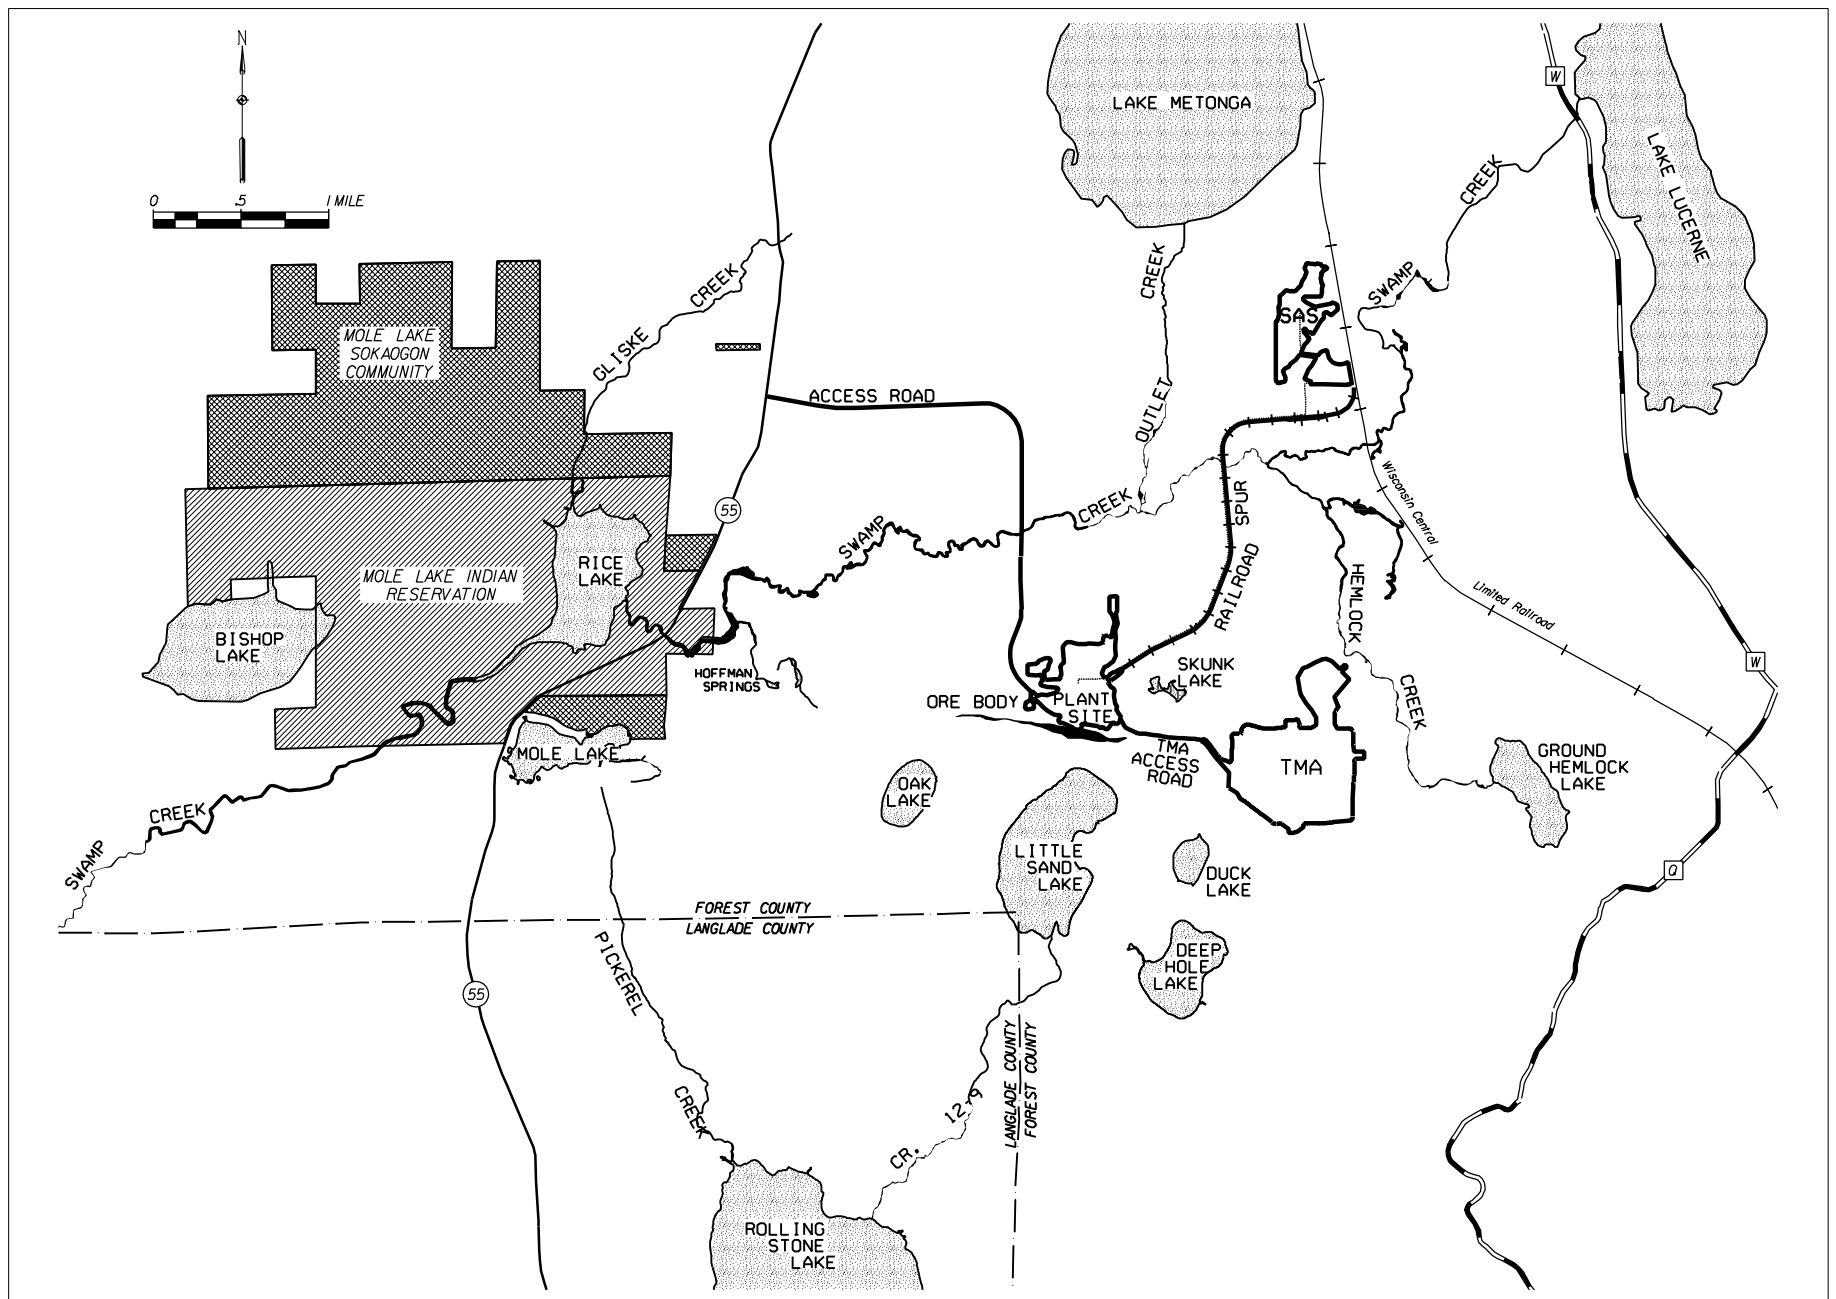 N
0 .5 1 MILE
W
LAKE METONGA
LAKE LUCERNE
CREEK
SWAMP
CREEK
OUTLET
GLISKE
CREEK
SAS
MOLE LAKE
SOKAOGON
COMMUNITY
ACCESS ROAD
55
Wisconsin Central
Limited Railroad
SPUR
RAILROAD
CREEK
SWAMP
RICE
LAKE
MOLE LAKE INDIAN
RESERVATION
BISHOP
LAKE
HEMLOCK
CREEK
W
HOFFMAN
SPRINGS
SKUNK
LAKE
ORE BODY
PLANT
SITE
TMA
ACCESS
ROAD
TMA
MOLE LAKE
GROUND
HEMLOCK
LAKE
OAK
LAKE
CREEK
SWAMP
LITTLE
SAND
LAKE
DUCK
LAKE
Q
FOREST COUNTY
LANGLADE COUNTY
DEEP
HOLE
LAKE
PICKEREL
CREEK
55
LANGLADE COUNTY
FOREST COUNTY
CR. 12-9
ROLLING
STONE
LAKE